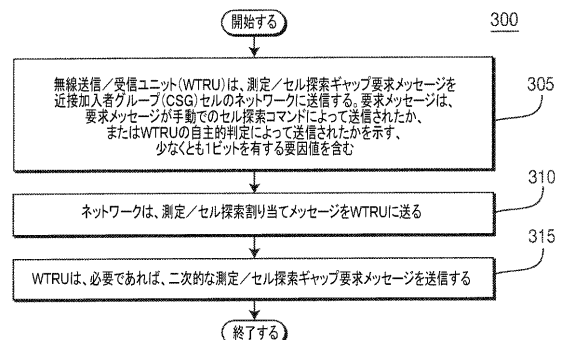 300
開始する
無線送信/受信ユニット(WTRU)は、測定/セル探索ギャップ要求メッセージを
近接加入者グループ(CSG)セルのネットワークに送信する。要求メッセージは、
要求メッセージが手動でのセル探索コマンドによって送信されたか、
またはWTRUの自主的判定によって送信されたかを示す、
少なくとも1ビットを有する要因値を含む
305
ネットワークは、測定/セル探索割り当てメッセージをWTRUに送る
310
WTRUは、必要であれば、二次的な測定/セル探索ギャップ要求メッセージを送信する
315
終了する